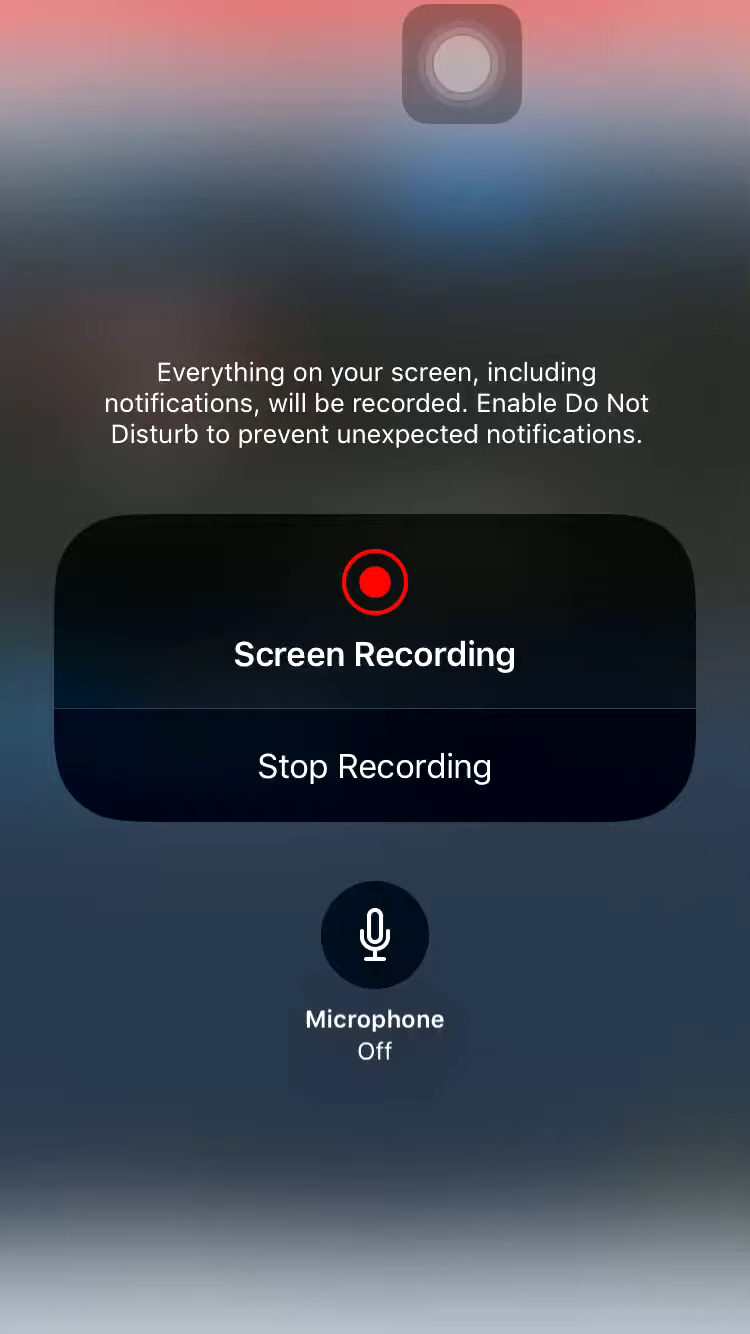 Everything on your screen, including
notifications, will be recorded. Enable Do Not
Disturb to prevent unexpected notifications.
Screen Recording
Stop Recording
Microphone
Off